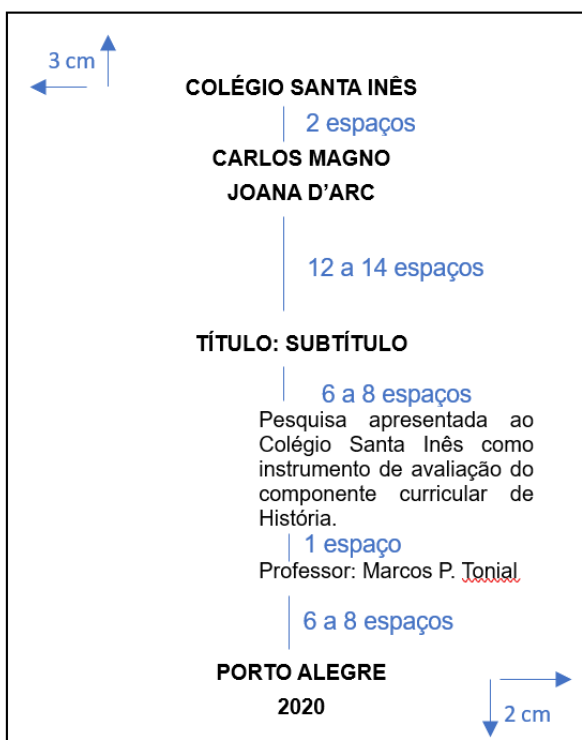 3 cm
COLÉGIO SANTA INÊS
2 espaços
CARLOS MAGNO
JOANA D’ARC
12 a 14 espaços
TÍTULO: SUBTÍTULO
6 a 8 espaços
Pesquisa apresentada ao
Colégio Santa Inês como
instrumento de avaliação do
componente curricular de
História.
1 espaço
Professor: Marcos P. Tonial
6 a 8 espaços
PORTO ALEGRE
2020
2 cm